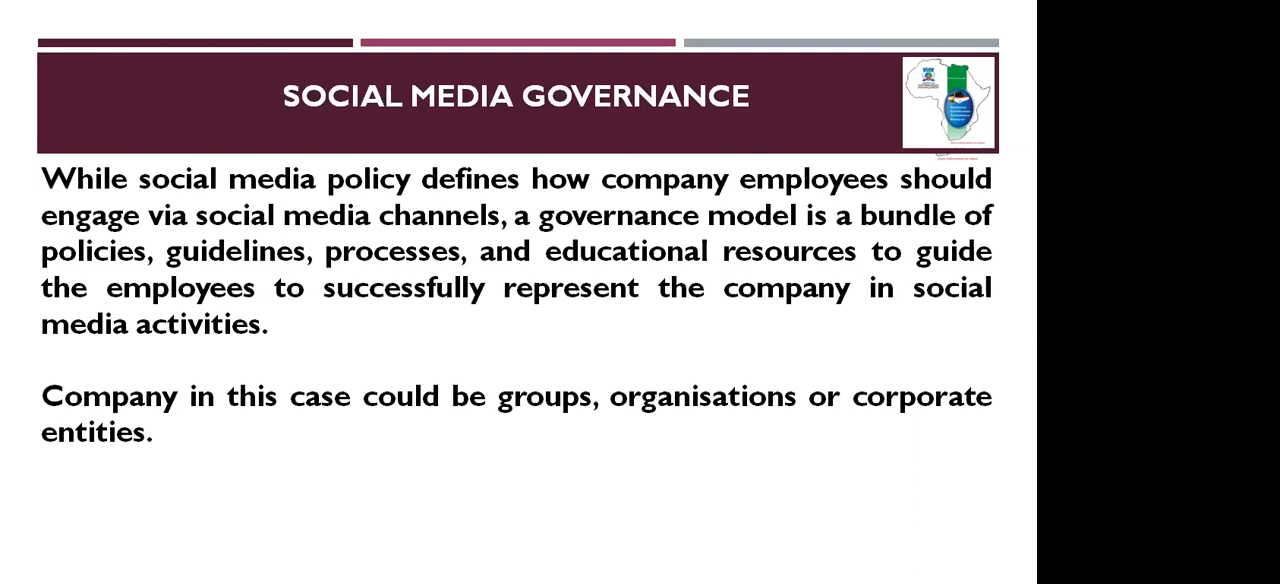 SOCIAL MEDIA GOVERNANCE
While social media policy defines how company employees should
engage via social media channels, a governance model is a bundle of
policies, guidelines, processes, and educational resources to guide
the employees to successfully represent the company in social
media activities.
Company in this case could be groups, organisations or corporate
entities.